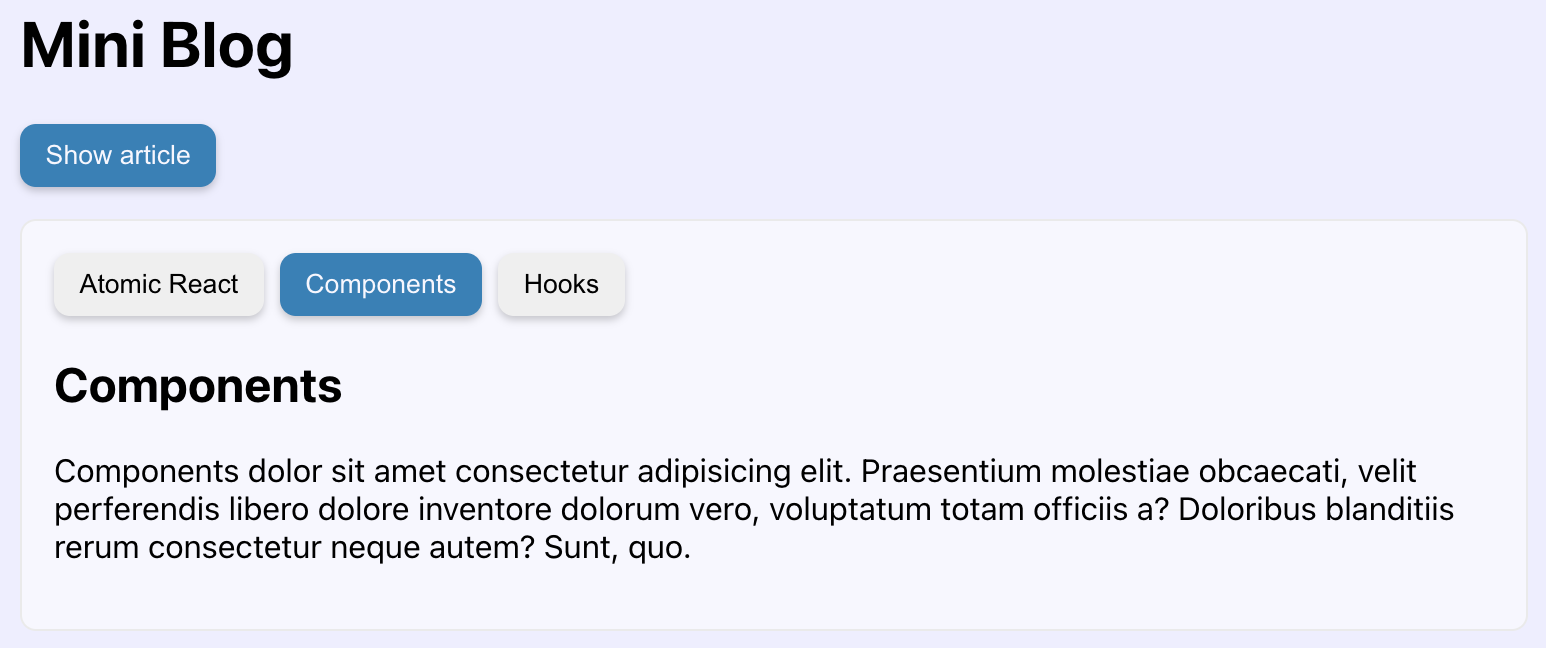 Mini Blog
Show article
Atomic React Components Hooks
Components
Components dolor sit amet consectetur adipisicing elit. Praesentium molestiae obcaecati, velit
perferendis libero dolore inventore dolorum vero, voluptatum totam officiis a? Doloribus blanditiis
rerum consectetur neque autem? Sunt, quo.